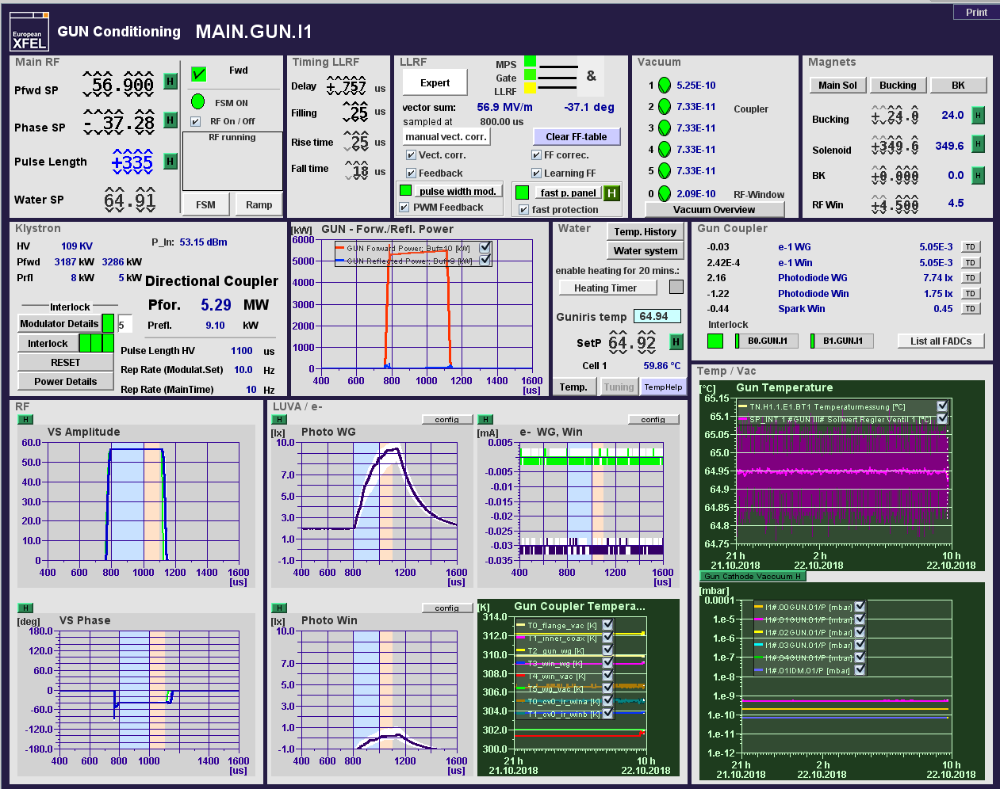 Print
European
XFEL
GUN Conditioning MAIN.GUN.I1
Main RF
Pfwd SP 56.900 H
Phase SP - 37.28 H
Pulse Length +335 H
Water SP 64.91
Fwd
FSM ON
RF On / Off
RF running
FSM Ramp
Timing LLRF
Delay +757 us
Filling 25 us
Rise time 25 us
Fall time 18 us
LLRF
Expert
MPS
Gate
LLRF
&
vector sum: 56.9 MV/m -37.1 deg
sampled at 800.00 us
manual vect. corr. Clear FF-table
Vect. corr. FF correc.
Feedback Learning FF
pulse width mod. fast p. panel H
PWM Feedback fast protection
Vacuum
1 5.25E-10
2 7.33E-11 Coupler
3 7.33E-11
4 7.33E-11
5 7.33E-11
0 2.09E-10 RF-Window
Vacuum Overview
Magnets
Main Sol Bucking BK
Bucking + 24.0 24.0 H
Solenoid +349.6 349.6 H
BK +0.000 0.0 H
RF Win +4.500 4.5
Klystron
HV 109 KV P_In: 53.15 dBm
Pfwd 3187 kW 3286 kW
Prfl 8 kW 5 kW
Directional Coupler
Pfor. 5.29 MW
Prefl. 9.10 kW
Interlock
Modulator Details 5
Interlock
RESET
Power Details
Pulse Length HV 1100 us
Rep Rate (Modulat.Set) 10.0 Hz
Rep Rate (MainTime) 10 Hz
[kW] GUN - Forw./Refl. Power
GUN Forward Power; Buf=10 [kW]
GUN Reflected Power; Buf=9 [kW]
6000
5000
4000
3000
2000
1000
0
400 600 800 1000 1200 1400 1600
[us]
Water
Temp. History
Water system
enable heating for 20 mins.:
Heating Timer
Guniris temp 64.94
SetP 64.92 H
Cell 1 59.86 °C
Temp. Tuning TempHelp
Gun Coupler
-0.03 e-1 WG 5.05E-3 TD
2.42E-4 e-1 Win 5.05E-3 TD
2.16 Photodiode WG 7.74 lx TD
-1.22 Photodiode Win 1.75 lx TD
-0.44 Spark Win 0.45 TD
Interlock
B0.GUN.I1 B1.GUN.I1 List all FADCs
RF
H
VS Amplitude
60.0
50.0
40.0
30.0
20.0
10.0
0
400 600 800 1000 1200 1400 1600
[us]
H
[deg] VS Phase
180.0
120.0
60.0
0
-60.0
-120.0
-180.0
400 600 800 1000 1200 1400 1600
[us]
LUVA / e-
H config
[lx] Photo WG
10.0
7.0
5.0
3.0
1.0
-1.0
400 800 1200 1600
[us]
H config
[mA] e- WG, Win
0.005
-0.005
-0.01
-0.015
-0.02
-0.025
-0.03
-0.035
400 800 1200 1600
[us]
H config
[lx] Photo Win
10.0
7.0
5.0
3.0
1.0
-1.0
400 800 1200 1600
[us]
[K] Gun Coupler Tempera...
T0_flange_vac [K]
T1_inner_coax [K]
T2_gun_wg [K]
T3_win_wg [K]
T4_win_vac [K]
T5_wg_vac [K]
T0_cv0_ir_wina [K]
T1_cv0_ir_winb [K]
314.0
312.0
310.0
308.0
306.0
304.0
302.0
300.0
21 h 10 h
21.10.2018 22.10.2018
Temp / Vac
[°C] Gun Temperature
TN.H1.1.E1.BT1 Temperaturmessung [°C]
SP_INT 1 #GUN_III# Sollwert Regler Ventil 1 [°C]
65.15
65.1
65.05
65.0
64.95
64.9
64.85
64.8
64.75
21 h 2 h 10 h
21.10.2018 22.10.2018 22.10.2018
Gun Cathode Vaccuum H
[mbar]
I1#.00GUN.01/P [mbar]
I1#.01GUN.01/P [mbar]
I1#.02GUN.01/P [mbar]
I1#.03GUN.01/P [mbar]
I1#.04GUN.01/P [mbar]
I1#.01IDM.01/P [mbar]
0.0001
1.e-5
1.e-6
1.e-7
1.e-8
1.e-9
1.e-10
1.e-11
1.e-12
21 h 2 h 10 h
21.10.2018 22.10.2018 22.10.2018